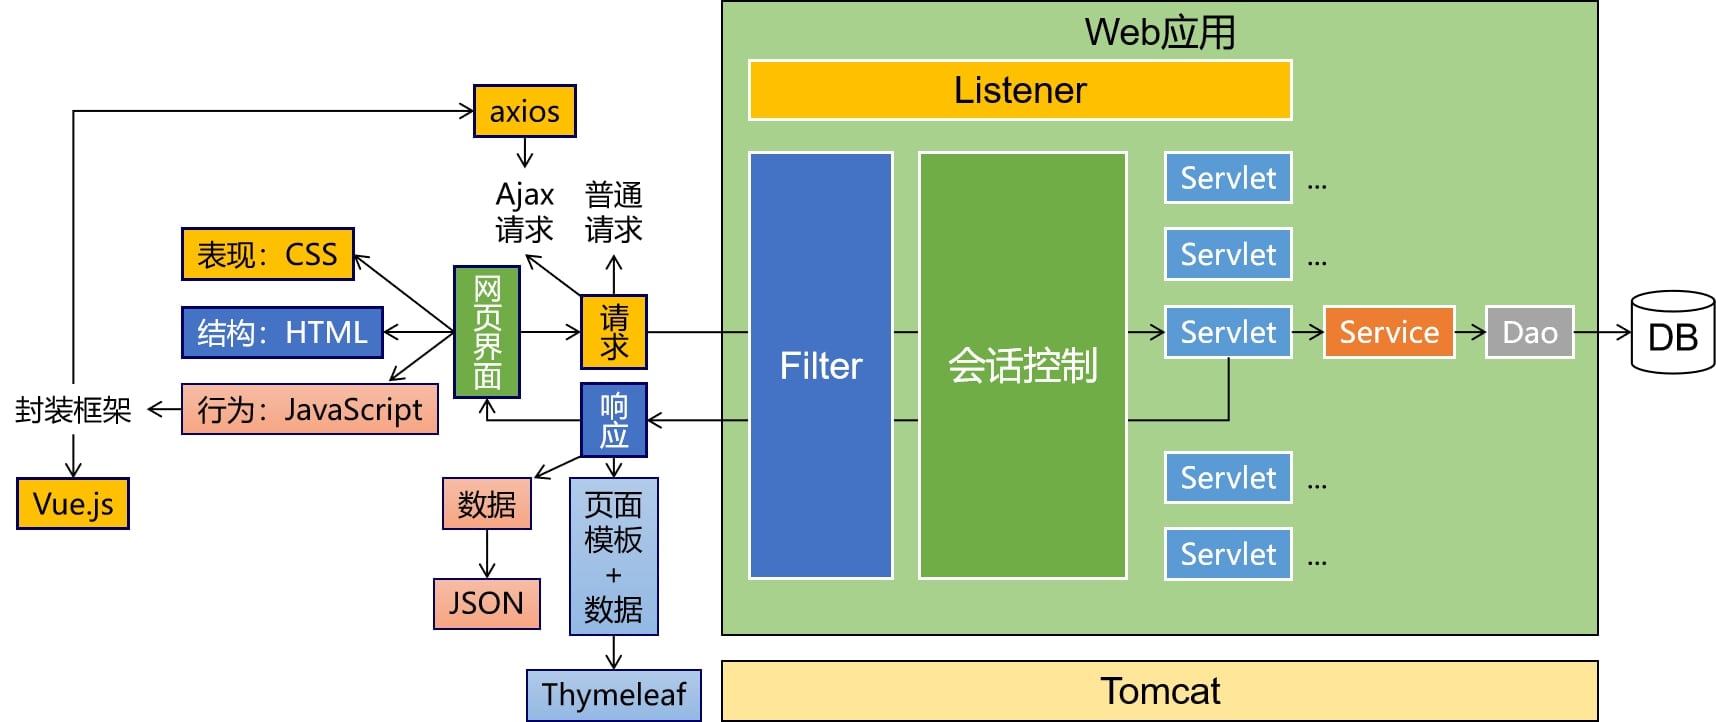 Web应用
Listener
axios
Ajax
请求
普通
请求
表现：CSS
结构：HTML
行为：JavaScript
封装框架
Vue.js
网
页
界
面
请
求
响
应
数据
JSON
页面
模板
+
数据
Thymeleaf
Filter
会话控制
Servlet ...
Servlet ...
Servlet
Service
Dao
DB
Servlet ...
Servlet ...
Tomcat